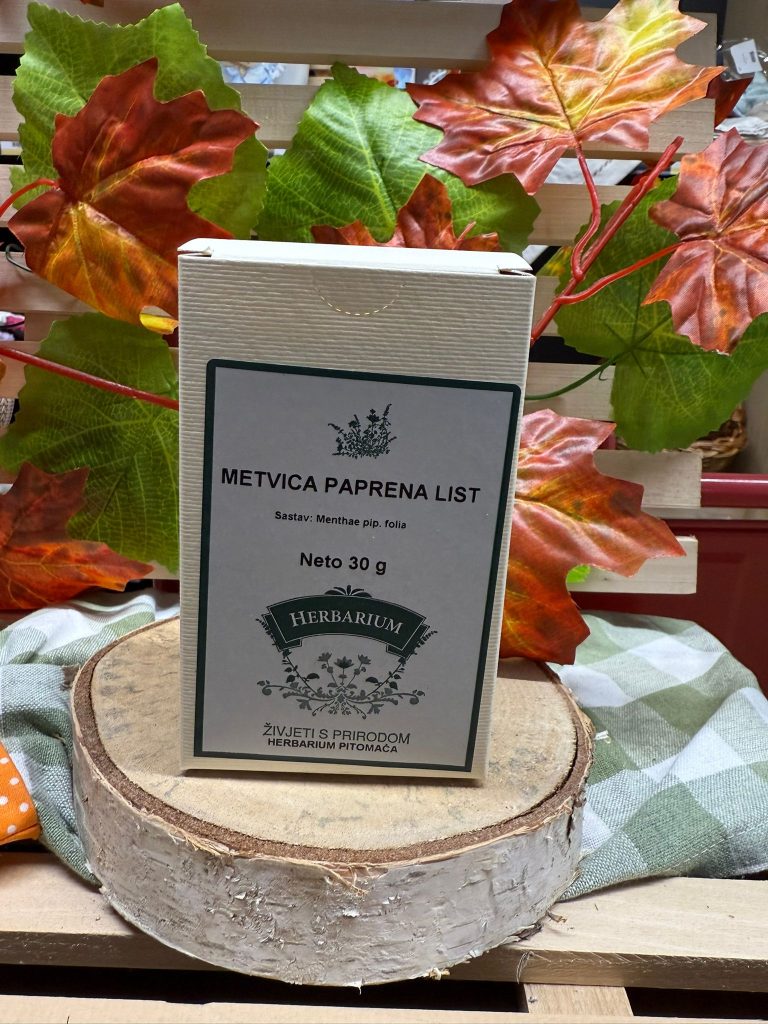 METVICA PAPRENA LIST
Sastav: Menthae pip. folia
Neto 30 g
HERBARIUM
ŽIVJETI S PRIRODOM
HERBARIUM PITOMAČA